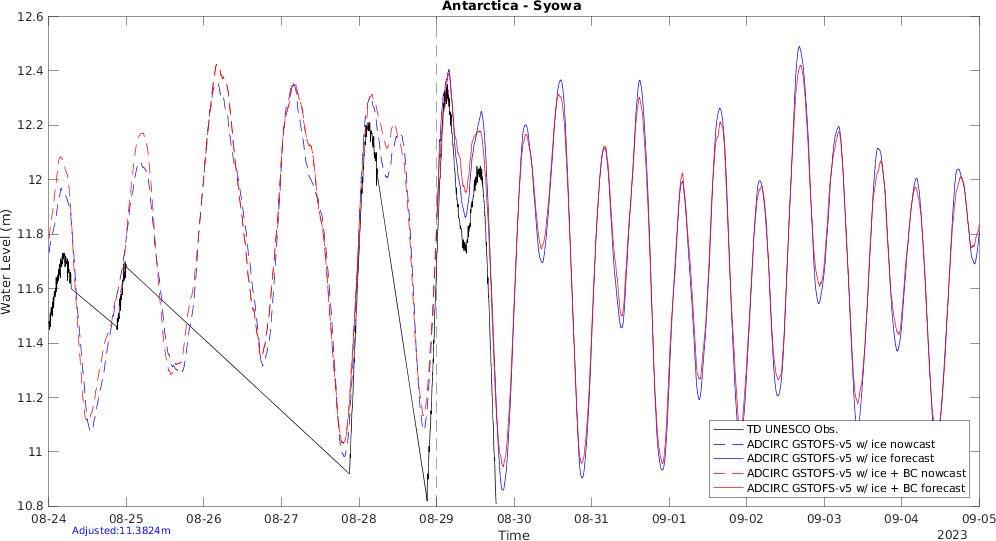 Antarctica - Syowa
12.6
12.4
12.2
12
11.8
11.6
11.4
11.2
11
10.8
Water Level (m)
TD UNESCO Obs.
ADCIRC GSTOFS-v5 w/ ice nowcast
ADCIRC GSTOFS-v5 w/ ice forecast
ADCIRC GSTOFS-v5 w/ ice + BC nowcast
ADCIRC GSTOFS-v5 w/ ice + BC forecast
08-24 08-25 08-26 08-27 08-28 08-29 08-30 08-31 09-01 09-02 09-03 09-04 09-05
Adjusted:11.3824m
Time
2023